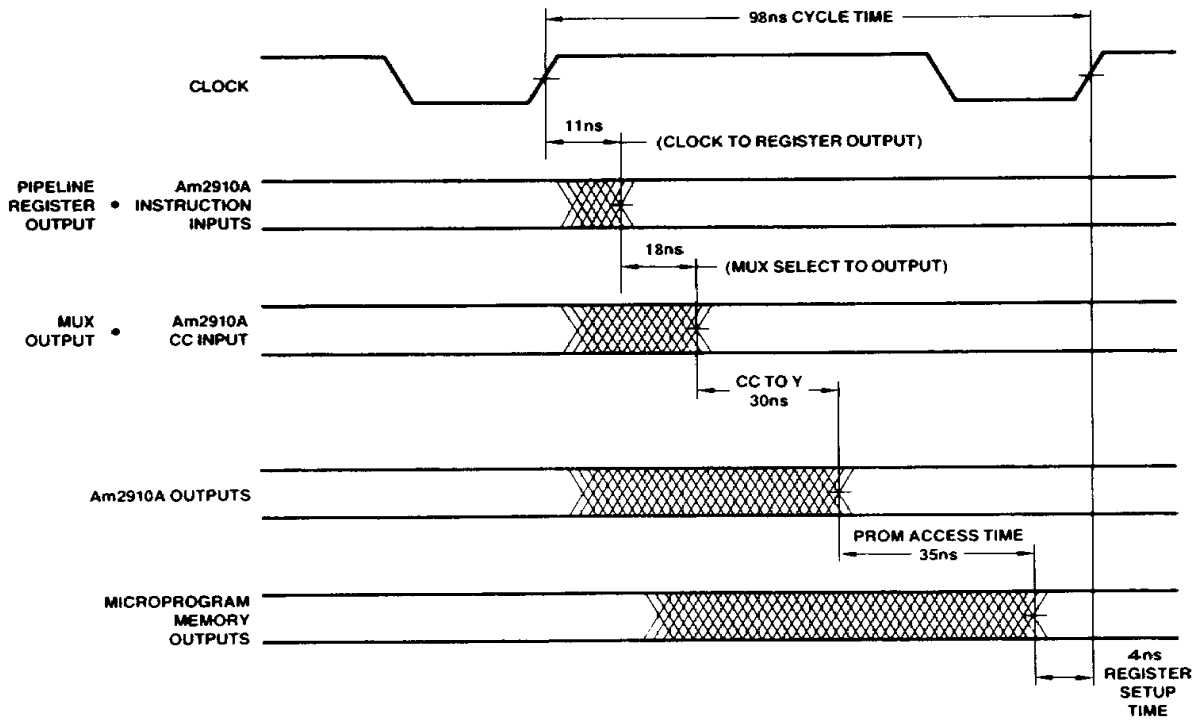 98ns CYCLE TIME
CLOCK
11ns
(CLOCK TO REGISTER OUTPUT)
PIPELINE
REGISTER
OUTPUT
•
Am2910A
INSTRUCTION
INPUTS
18ns
(MUX SELECT TO OUTPUT)
MUX
OUTPUT
•
Am2910A
CC INPUT
CC TO Y
30ns
Am2910A OUTPUTS
PROM ACCESS TIME
35ns
MICROPROGRAM
MEMORY
OUTPUTS
4ns
REGISTER
SETUP
TIME